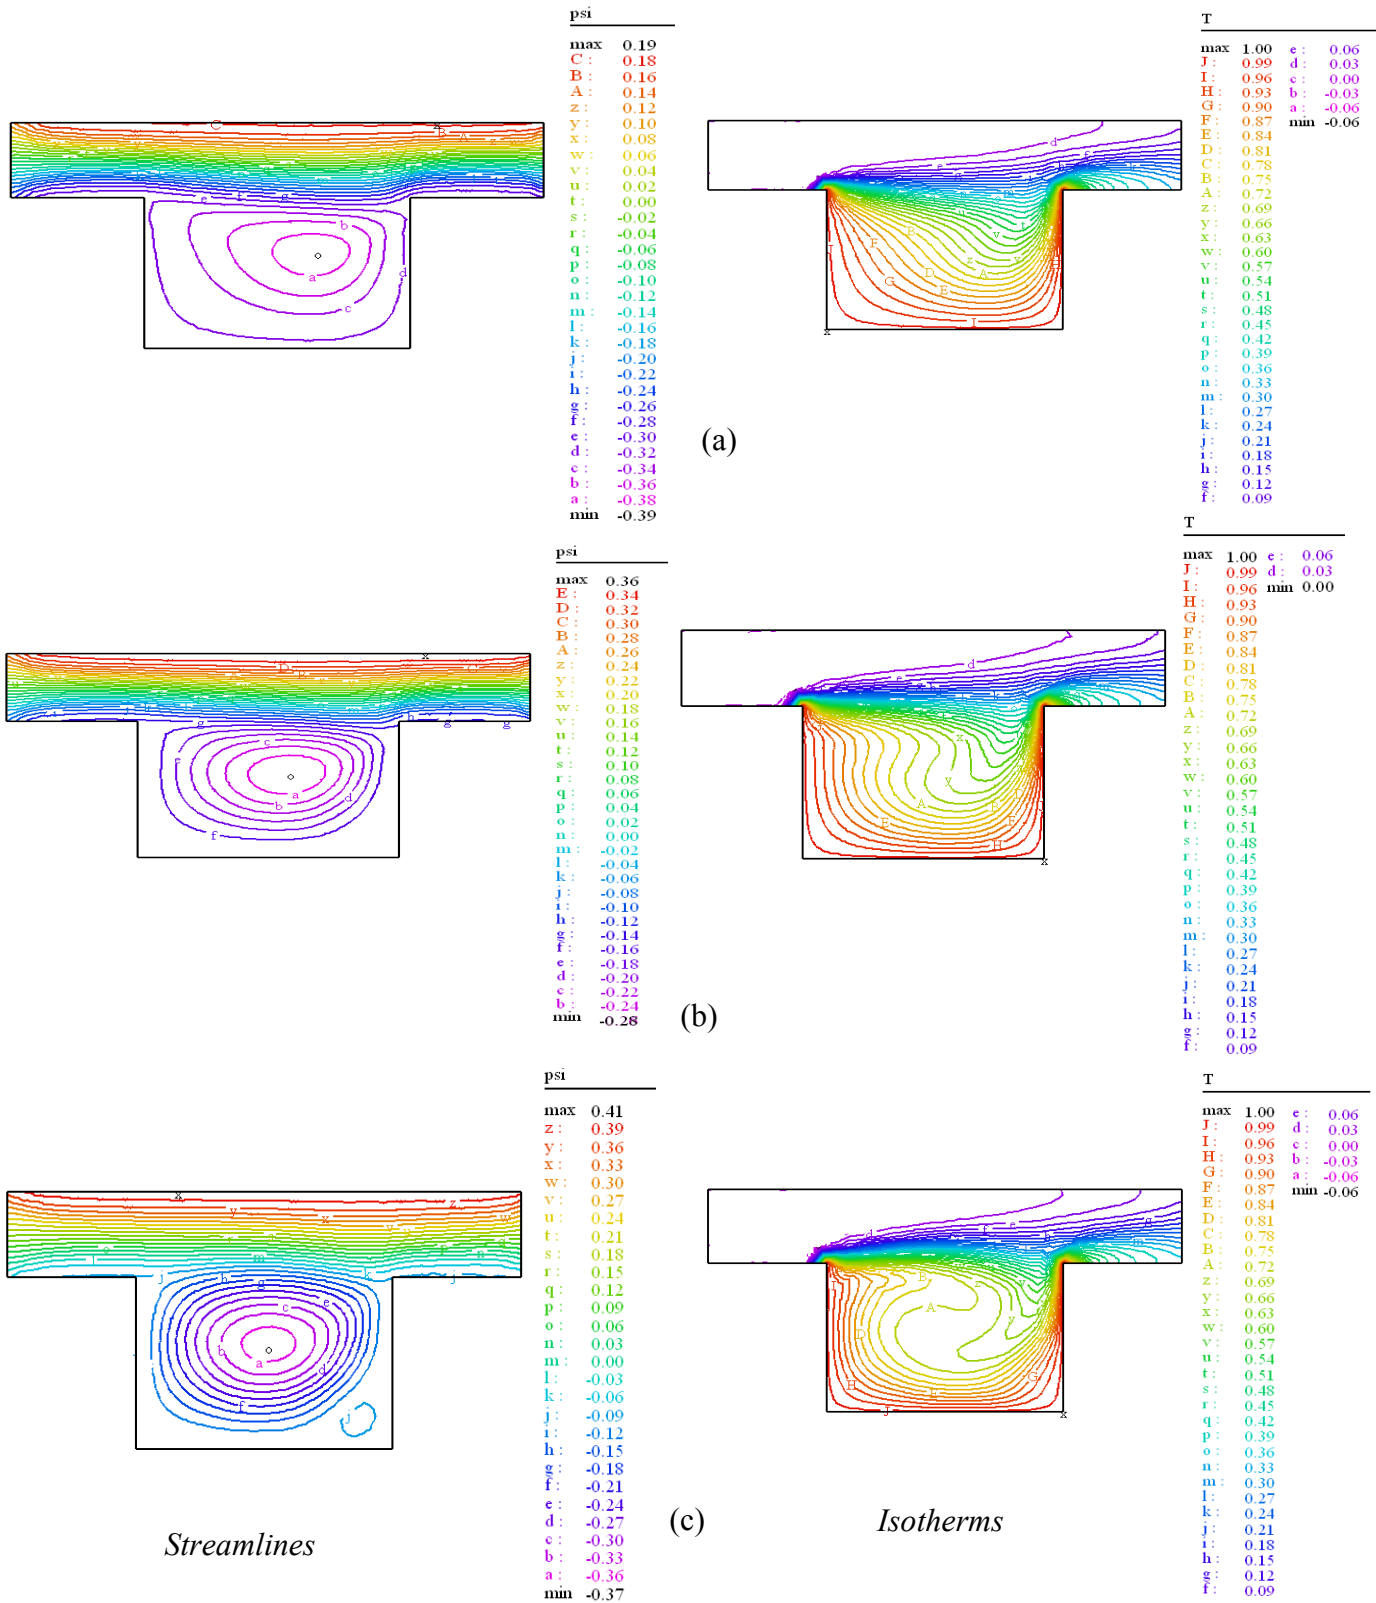 psi
max 0.19
C : 0.18
B : 0.16
A : 0.14
z : 0.12
y : 0.10
x : 0.08
w : 0.06
v : 0.04
u : 0.02
t : 0.00
s : -0.02
r : -0.04
q : -0.06
p : -0.08
o : -0.10
n : -0.12
m : -0.14
l : -0.16
k : -0.18
j : -0.20
i : -0.22
h : -0.24
g : -0.26
f : -0.28
e : -0.30
d : -0.32
c : -0.34
b : -0.36
a : -0.38
min -0.39
T
max 1.00 e : 0.06
J : 0.99 d : 0.03
I : 0.96 c : 0.00
H : 0.93 b : -0.03
G : 0.90 a : -0.06
F : 0.87 min -0.06
E : 0.84
D : 0.81
C : 0.78
B : 0.75
A : 0.72
z : 0.69
y : 0.66
x : 0.63
w : 0.60
v : 0.57
u : 0.54
t : 0.51
s : 0.48
r : 0.45
q : 0.42
p : 0.39
o : 0.36
n : 0.33
m : 0.30
l : 0.27
k : 0.24
j : 0.21
i : 0.18
h : 0.15
g : 0.12
f : 0.09
(a)
psi
max 0.36
E : 0.34
D : 0.32
C : 0.30
B : 0.28
A : 0.26
z : 0.24
y : 0.22
x : 0.20
w : 0.18
v : 0.16
u : 0.14
t : 0.12
s : 0.10
r : 0.08
q : 0.06
p : 0.04
o : 0.02
n : 0.00
m : -0.02
l : -0.04
k : -0.06
j : -0.08
i : -0.10
h : -0.12
g : -0.14
f : -0.16
e : -0.18
d : -0.20
c : -0.22
b : -0.24
min -0.28
T
max 1.00 e : 0.06
J : 0.99 d : 0.03
I : 0.96 min 0.00
H : 0.93
G : 0.90
F : 0.87
E : 0.84
D : 0.81
C : 0.78
B : 0.75
A : 0.72
z : 0.69
y : 0.66
x : 0.63
w : 0.60
v : 0.57
u : 0.54
t : 0.51
s : 0.48
r : 0.45
q : 0.42
p : 0.39
o : 0.36
n : 0.33
m : 0.30
l : 0.27
k : 0.24
j : 0.21
i : 0.18
h : 0.15
g : 0.12
f : 0.09
(b)
psi
max 0.41
z : 0.39
y : 0.36
x : 0.33
w : 0.30
v : 0.27
u : 0.24
t : 0.21
s : 0.18
r : 0.15
q : 0.12
p : 0.09
o : 0.06
n : 0.03
m : 0.00
l : -0.03
k : -0.06
j : -0.09
i : -0.12
h : -0.15
g : -0.18
f : -0.21
e : -0.24
d : -0.27
c : -0.30
b : -0.33
a : -0.36
min -0.37
T
max 1.00 e : 0.06
J : 0.99 d : 0.03
I : 0.96 c : 0.00
H : 0.93 b : -0.03
G : 0.90 a : -0.06
F : 0.87 min -0.06
E : 0.84
D : 0.81
C : 0.78
B : 0.75
A : 0.72
z : 0.69
y : 0.66
x : 0.63
w : 0.60
v : 0.57
u : 0.54
t : 0.51
s : 0.48
r : 0.45
q : 0.42
p : 0.39
o : 0.36
n : 0.33
m : 0.30
l : 0.27
k : 0.24
j : 0.21
i : 0.18
h : 0.15
g : 0.12
f : 0.09
(c)
Streamlines
Isotherms